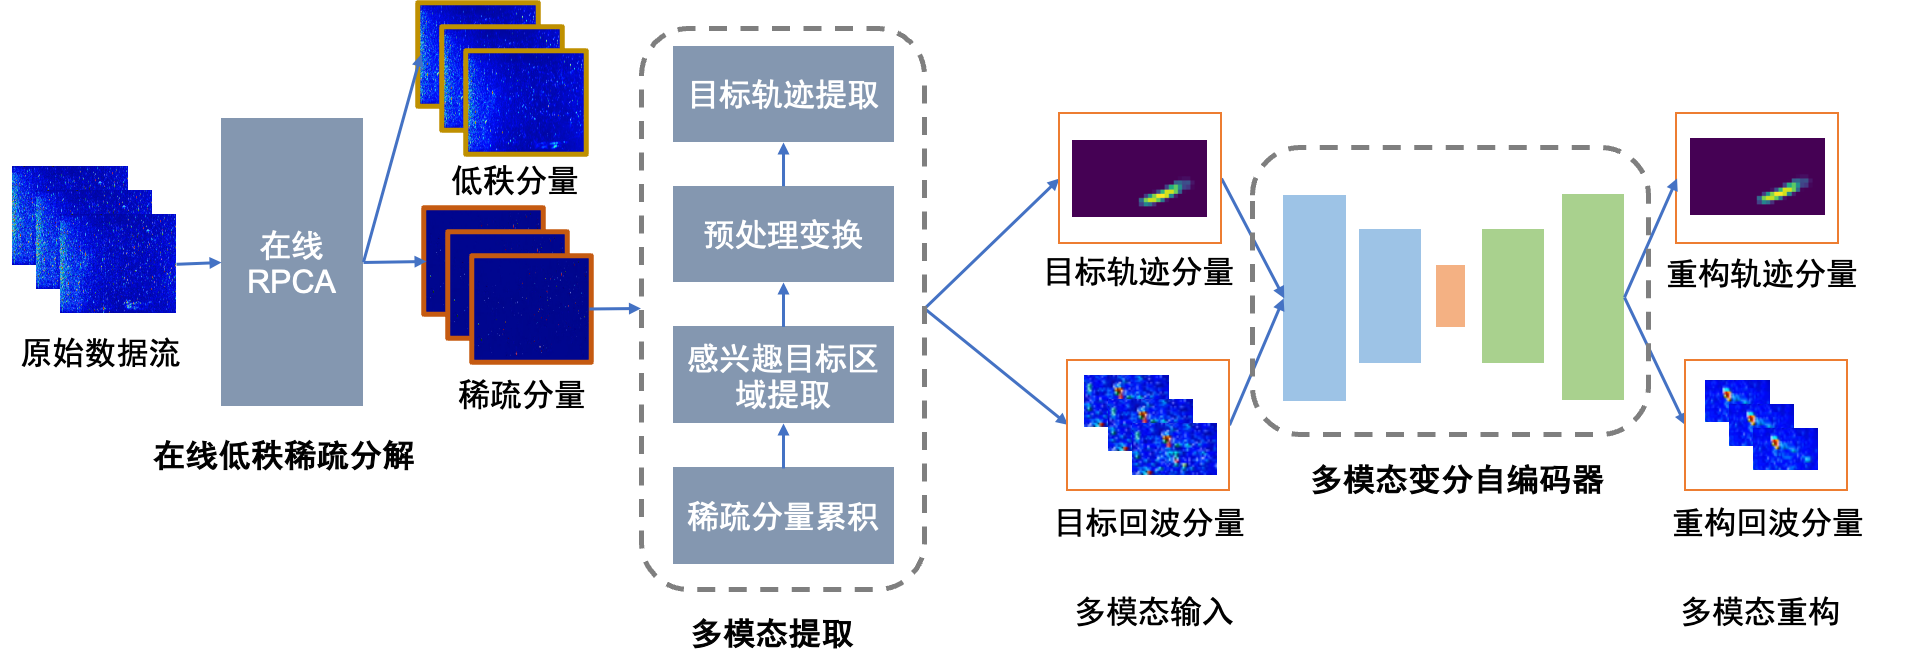 原始数据流
在线
RPCA
在线低秩稀疏分解
低秩分量
稀疏分量
目标轨迹提取
预处理变换
感兴趣目标区
域提取
稀疏分量累积
多模态提取
目标轨迹分量
目标回波分量
多模态输入
多模态变分自编码器
重构轨迹分量
重构回波分量
多模态重构